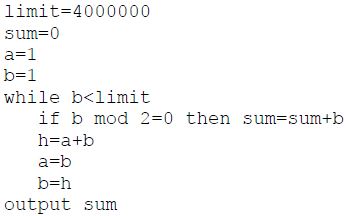 limit=4000000
sum=0
a=1
b=1
while b<limit
   if b mod 2=0 then sum=sum+b
   h=a+b
   a=b
   b=h
output sum